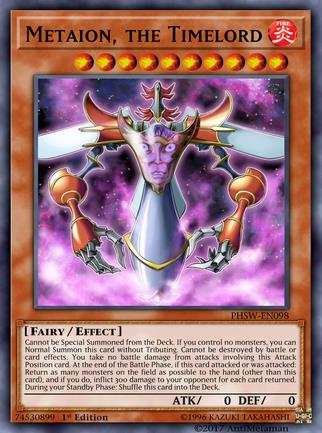 METAION, THE TIMELORD
FIRE
炎
PHSW-EN098
[ FAIRY / EFFECT ]
Cannot be Special Summoned from the Deck. If you control no monsters, you can
Normal Summon this card without Tributing. Cannot be destroyed by battle or
card effects. You take no battle damage from attacks involving this Attack
Position card. At the end of the Battle Phase, if this card attacked or was attacked:
Return as many monsters on the field as possible to the hand (other than this
card), and if you do, inflict 300 damage to your opponent for each card returned.
During your Standby Phase: Shuffle this card into the Deck.
ATK/ 0 DEF/ 0
74530899 1st Edition ©1996 KAZUKI TAKAHASHI
©2017 AntiMetaman